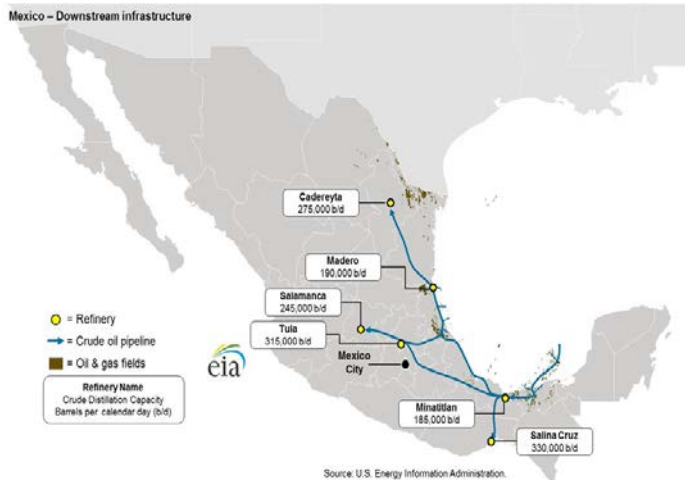 Mexico – Downstream infrastructure
Cadereyta
275,000 b/d
Madero
190,000 b/d
Salamanca
245,000 b/d
Tula
315,000 b/d
Mexico
City
Minatitlan
185,000 b/d
Salina Cruz
330,000 b/d
= Refinery
= Crude oil pipeline
= Oil & gas fields
Refinery Name
Crude Distillation Capacity
Barrels per calendar day (b/d)
eia
Source: U.S. Energy Information Administration.